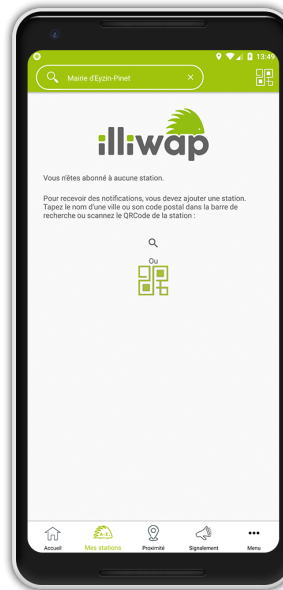 13:49
Mairie d'Eyzin-Pinet
illiwap
Vous n'êtes abonné à aucune station.
Pour recevoir des notifications, vous devez ajouter une station.
Tapez le nom d'une ville ou son code postal dans la barre de
recherche ou scannez le QRCode de la station :
Ou
Accueil Mes stations Proximité Signalement Menu